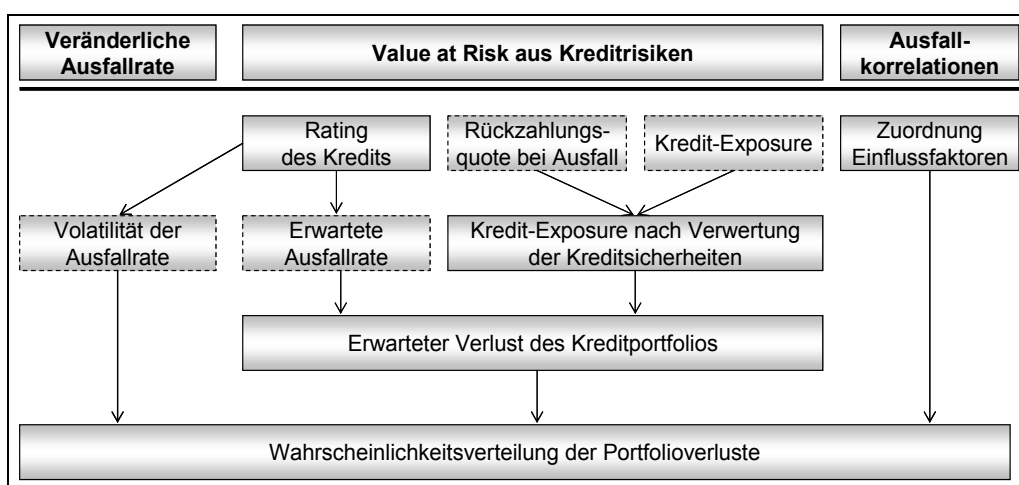 Veränderliche
Ausfallrate
Value at Risk aus Kreditrisiken
Ausfall-
korrelationen
Rating
des Kredits
Rückzahlungs-
quote bei Ausfall
Kredit-Exposure
Zuordnung
Einflussfaktoren
Volatilität der
Ausfallrate
Erwartete
Ausfallrate
Kredit-Exposure nach Verwertung
der Kreditsicherheiten
Erwarteter Verlust des Kreditportfolios
Wahrscheinlichkeitsverteilung der Portfolioverluste